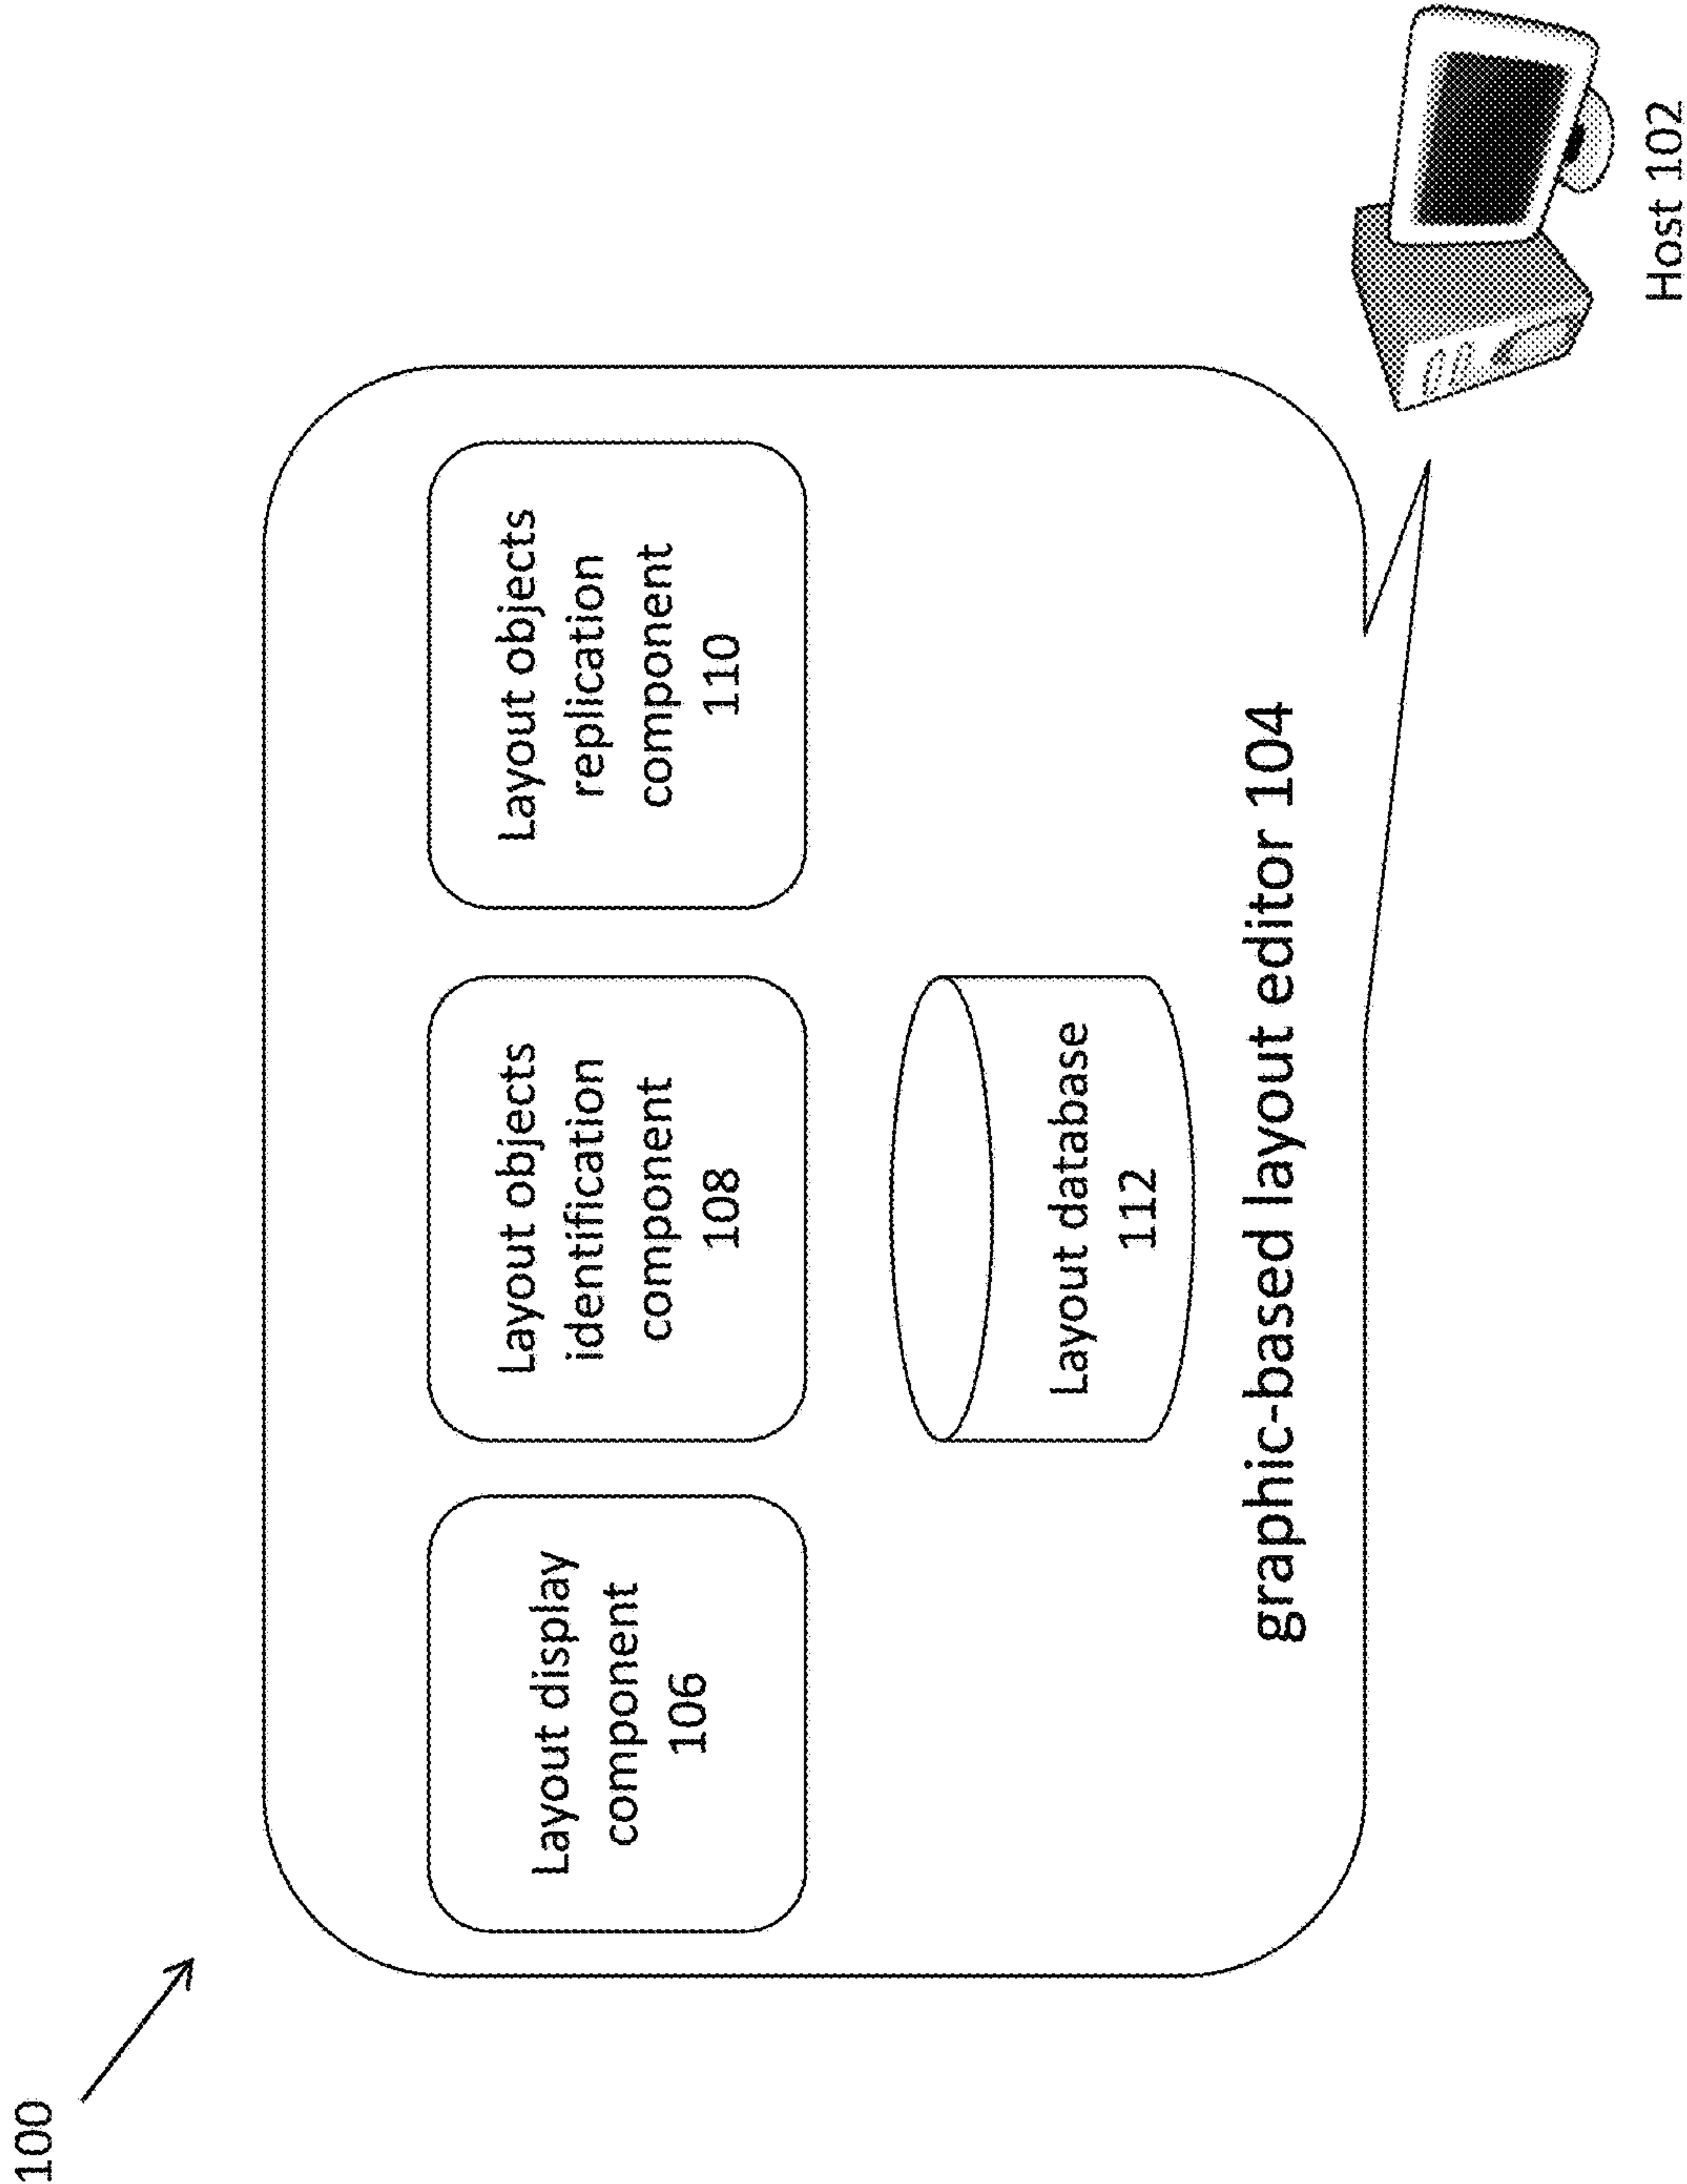 100
Layout display
component
106
Layout objects
identification
component
108
Layout objects
replication
component
110
Layout database
112
graphic-based layout editor 104
Host 102